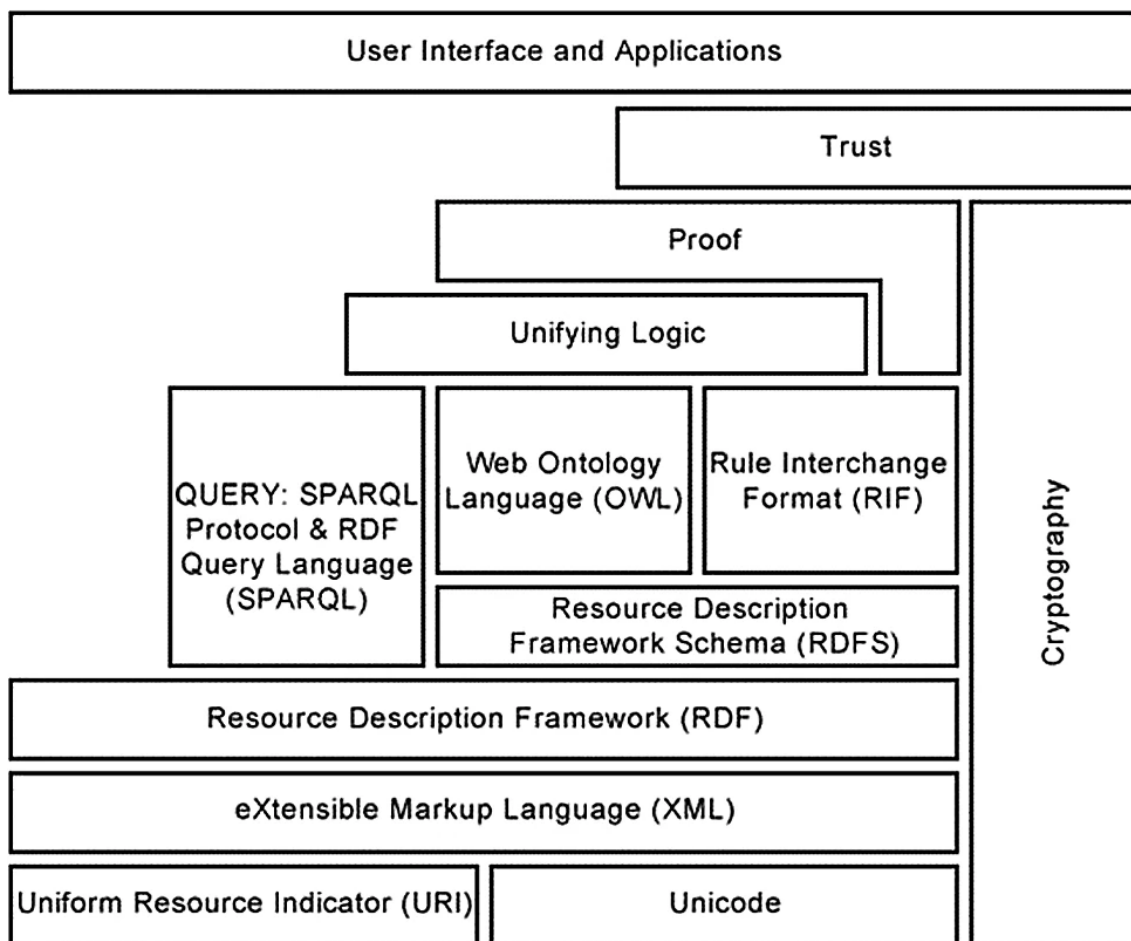 User Interface and Applications
Trust
Proof
Unifying Logic
QUERY: SPARQL
Protocol & RDF
Query Language
(SPARQL)
Web Ontology
Language (OWL)
Rule Interchange
Format (RIF)
Resource Description
Framework Schema (RDFS)
Cryptography
Resource Description Framework (RDF)
eXtensible Markup Language (XML)
Uniform Resource Indicator (URI)
Unicode